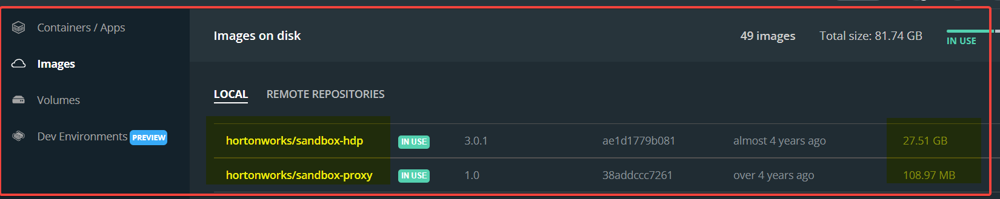 Containers / Apps
Images
Volumes
Dev Environments PREVIEW
Images on disk 49 images Total size: 81.74 GB IN USE
LOCAL REMOTE REPOSITORIES
hortonworks/sandbox-hdp IN USE 3.0.1 ae1d1779b081 almost 4 years ago 27.51 GB
hortonworks/sandbox-proxy IN USE 1.0 38addccc7261 over 4 years ago 108.97 MB